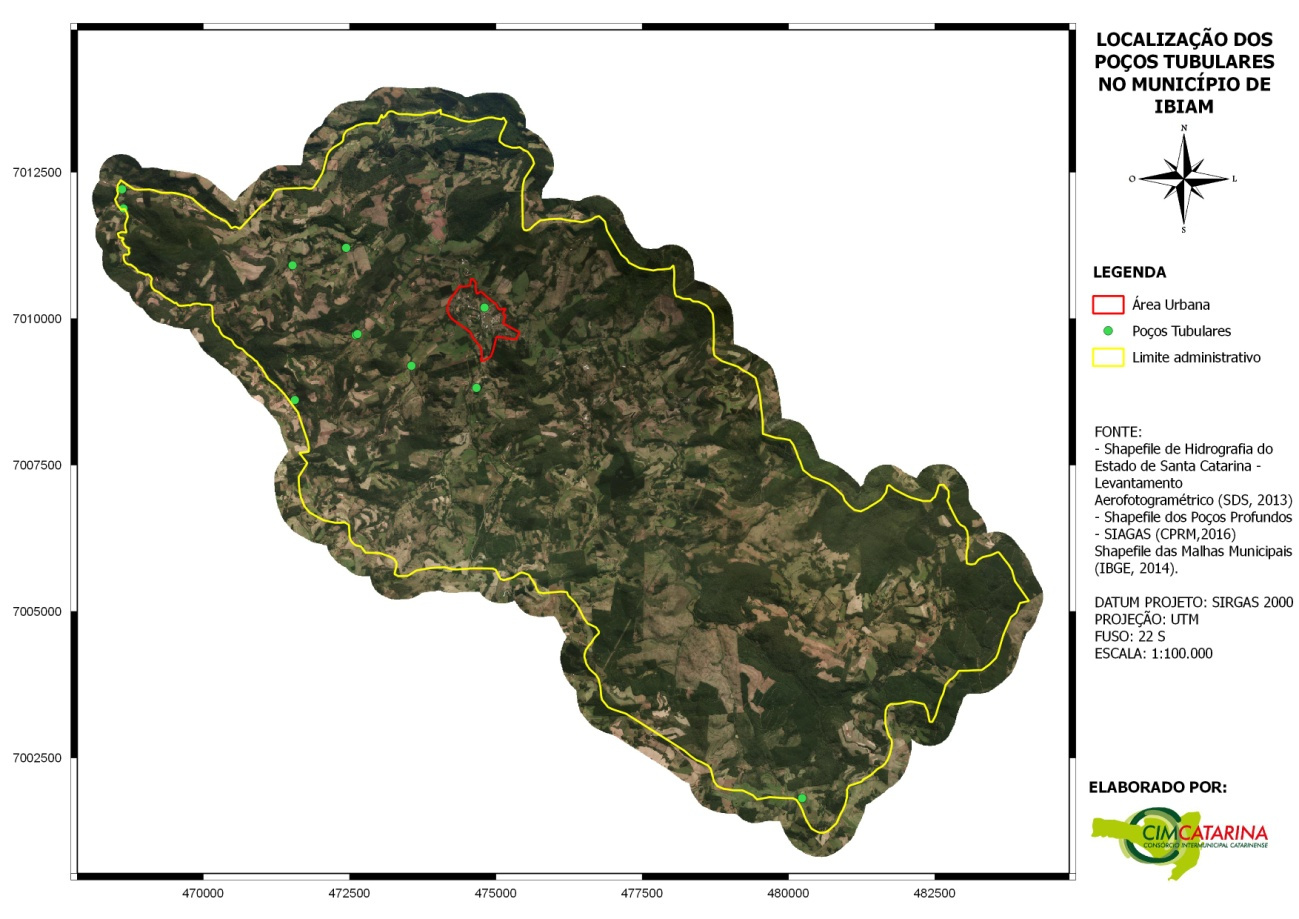 LOCALIZAÇÃO DOS
POÇOS TUBULARES
NO MUNICÍPIO DE
IBIAM
N
O
L
S
LEGENDA
Área Urbana
Poços Tubulares
Limite administrativo
FONTE:
- Shapefile de Hidrografia do
Estado de Santa Catarina -
Levantamento
Aerofotogramétrico (SDS, 2013)
- Shapefile dos Poços Profundos
- SIAGAS (CPRM,2016)
Shapefile das Malhas Municipais
(IBGE, 2014).
DATUM PROJETO: SIRGAS 2000
PROJEÇÃO: UTM
FUSO: 22 S
ESCALA: 1:100.000
ELABORADO POR:
CIMCATARINA
CONSÓRCIO INTERMUNICIPAL CATARINENSE
7012500
7010000
7007500
7005000
7002500
470000
472500
475000
477500
480000
482500